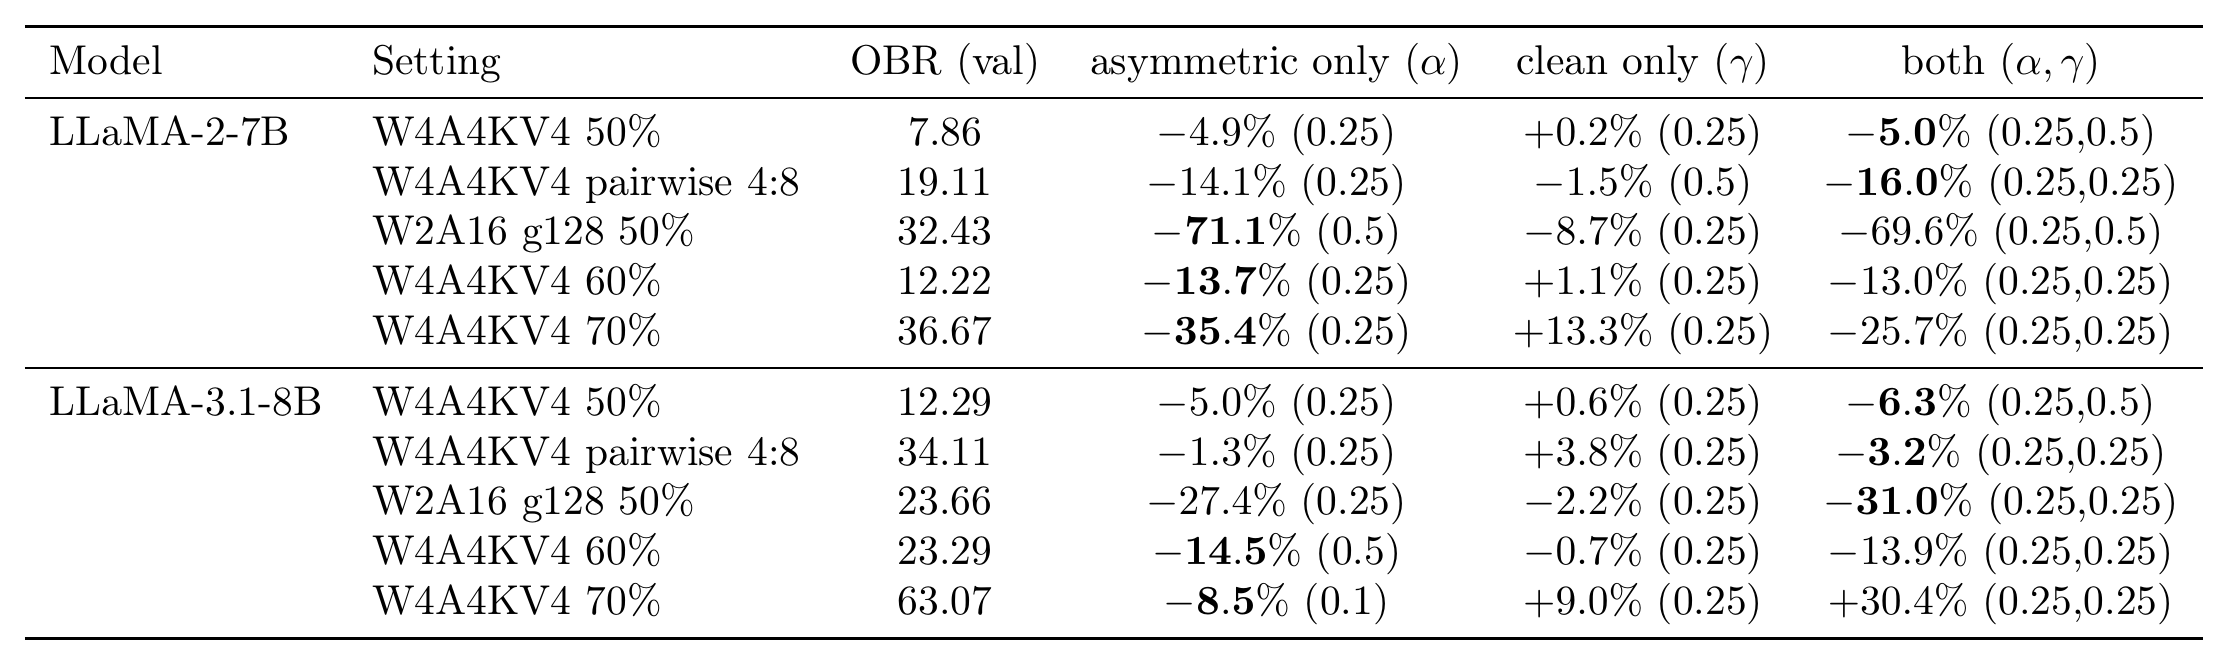 Model Setting OBR (val) asymmetric only (α) clean only (γ) both (α, γ)
LLaMA-2-7B W4A4KV4 50% 7.86 −4.9% (0.25) +0.2% (0.25) −5.0% (0.25,0.5)
W4A4KV4 pairwise 4:8 19.11 −14.1% (0.25) −1.5% (0.5) −16.0% (0.25,0.25)
W2A16 g128 50% 32.43 −71.1% (0.5) −8.7% (0.25) −69.6% (0.25,0.5)
W4A4KV4 60% 12.22 −13.7% (0.25) +1.1% (0.25) −13.0% (0.25,0.25)
W4A4KV4 70% 36.67 −35.4% (0.25) +13.3% (0.25) −25.7% (0.25,0.25)
LLaMA-3.1-8B W4A4KV4 50% 12.29 −5.0% (0.25) +0.6% (0.25) −6.3% (0.25,0.5)
W4A4KV4 pairwise 4:8 34.11 −1.3% (0.25) +3.8% (0.25) −3.2% (0.25,0.25)
W2A16 g128 50% 23.66 −27.4% (0.25) −2.2% (0.25) −31.0% (0.25,0.25)
W4A4KV4 60% 23.29 −14.5% (0.5) −0.7% (0.25) −13.9% (0.25,0.25)
W4A4KV4 70% 63.07 −8.5% (0.1) +9.0% (0.25) +30.4% (0.25,0.25)